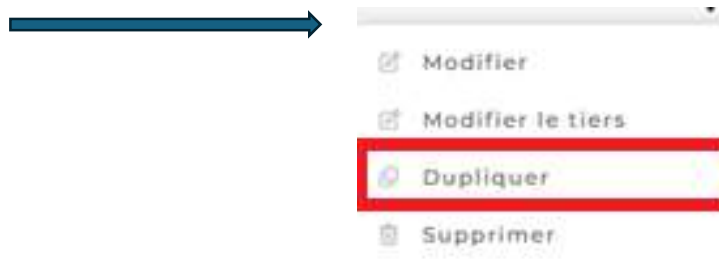 Modifier
Modifier le tiers
Dupliquer
Supprimer